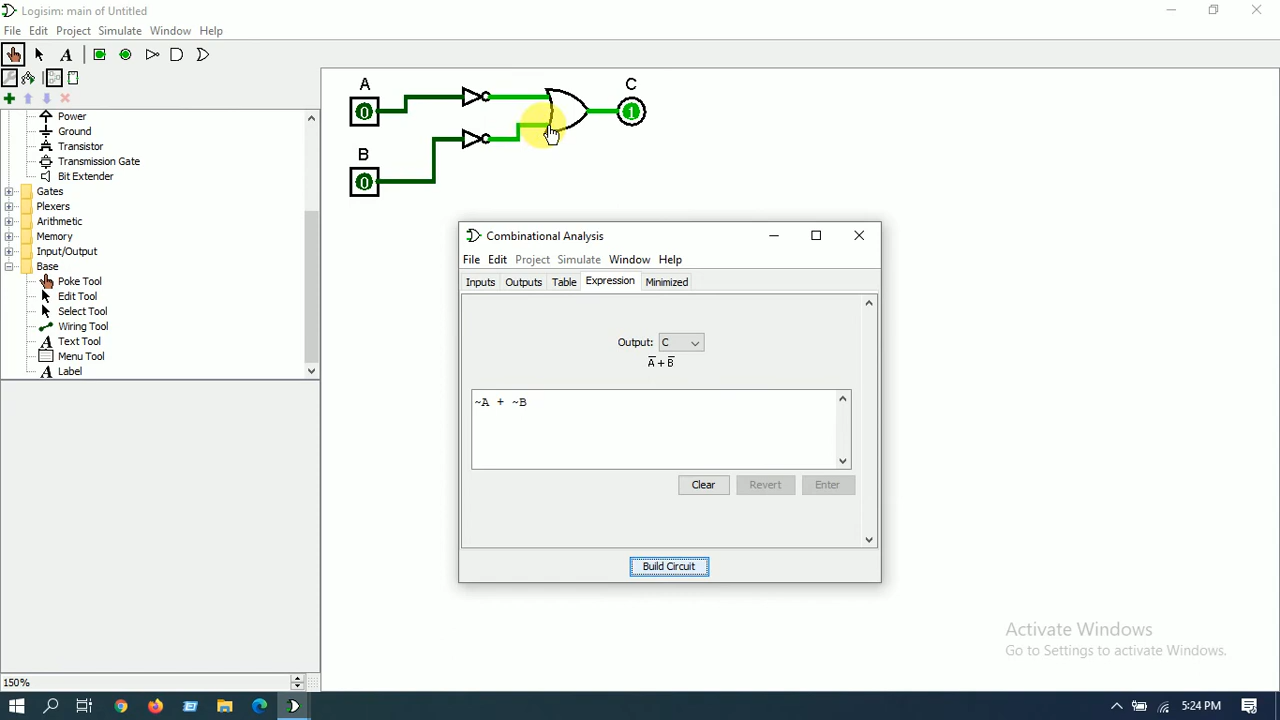 Logisim: main of Untitled
File Edit Project Simulate Window Help
A
A
0
B
0
C
1
Power
Ground
Transistor
Transmission Gate
Bit Extender
Gates
Plexers
Arithmetic
Memory
Input/Output
Base
Poke Tool
Edit Tool
Select Tool
Wiring Tool
A Text Tool
Menu Tool
A Label
150%
Combinational Analysis
File Edit Project Simulate Window Help
Inputs Outputs Table Expression Minimized
Output: C
A̅ + B̅
~A + ~B
Clear Revert Enter
Build Circuit
Activate Windows
Go to Settings to activate Windows.
5:24 PM